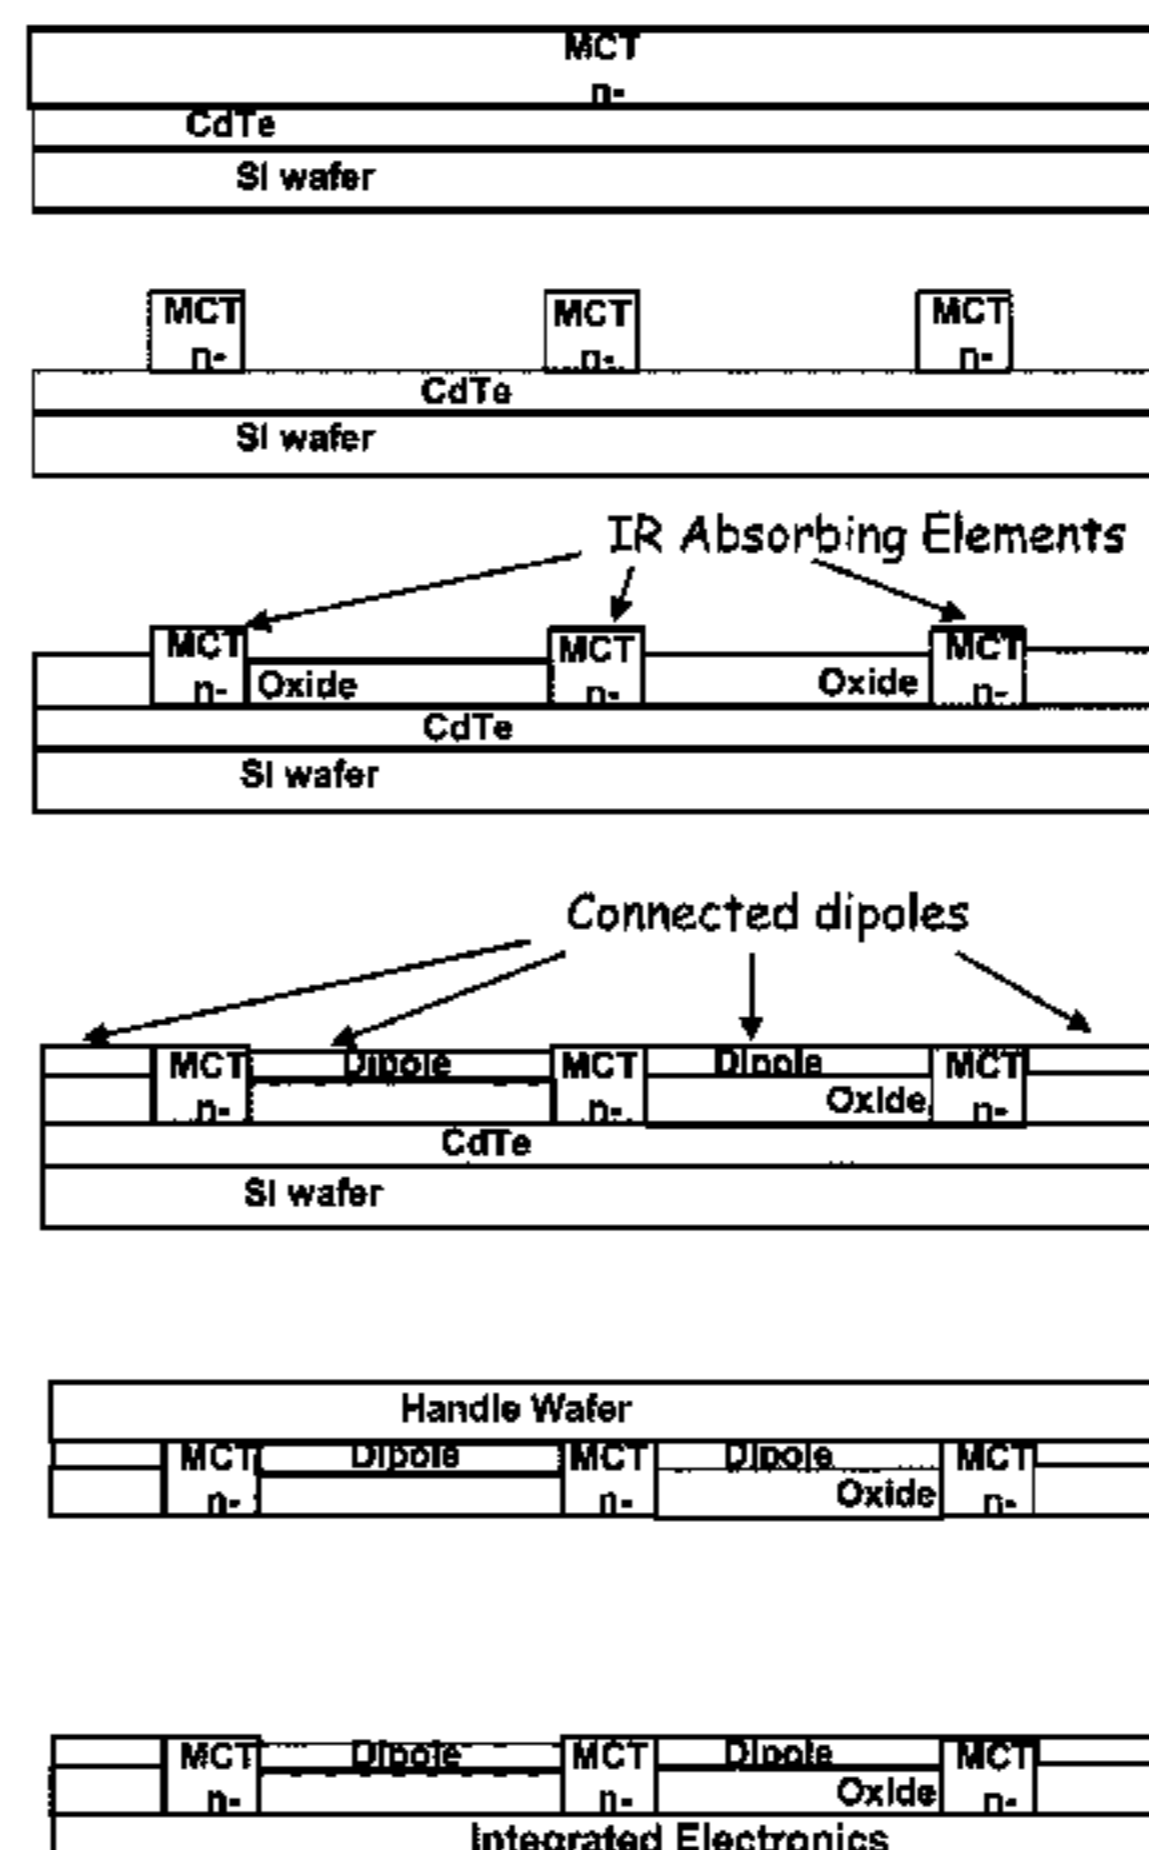 MCT
n-
CdTe
SI wafer
MCT MCT MCT
n- n- n-
CdTe
SI wafer
IR Absorbing Elements
MCT MCT MCT
n- Oxide n- Oxide n-
CdTe
SI wafer
Connected dipoles
MCT Dipole MCT Dipole MCT
n- n- Oxide n-
CdTe
SI wafer
Handle Wafer
MCT Dipole MCT Dipole MCT
n- n- Oxide n-
MCT Dipole MCT Dipole MCT
n- n- Oxide n-
Integrated Electronics